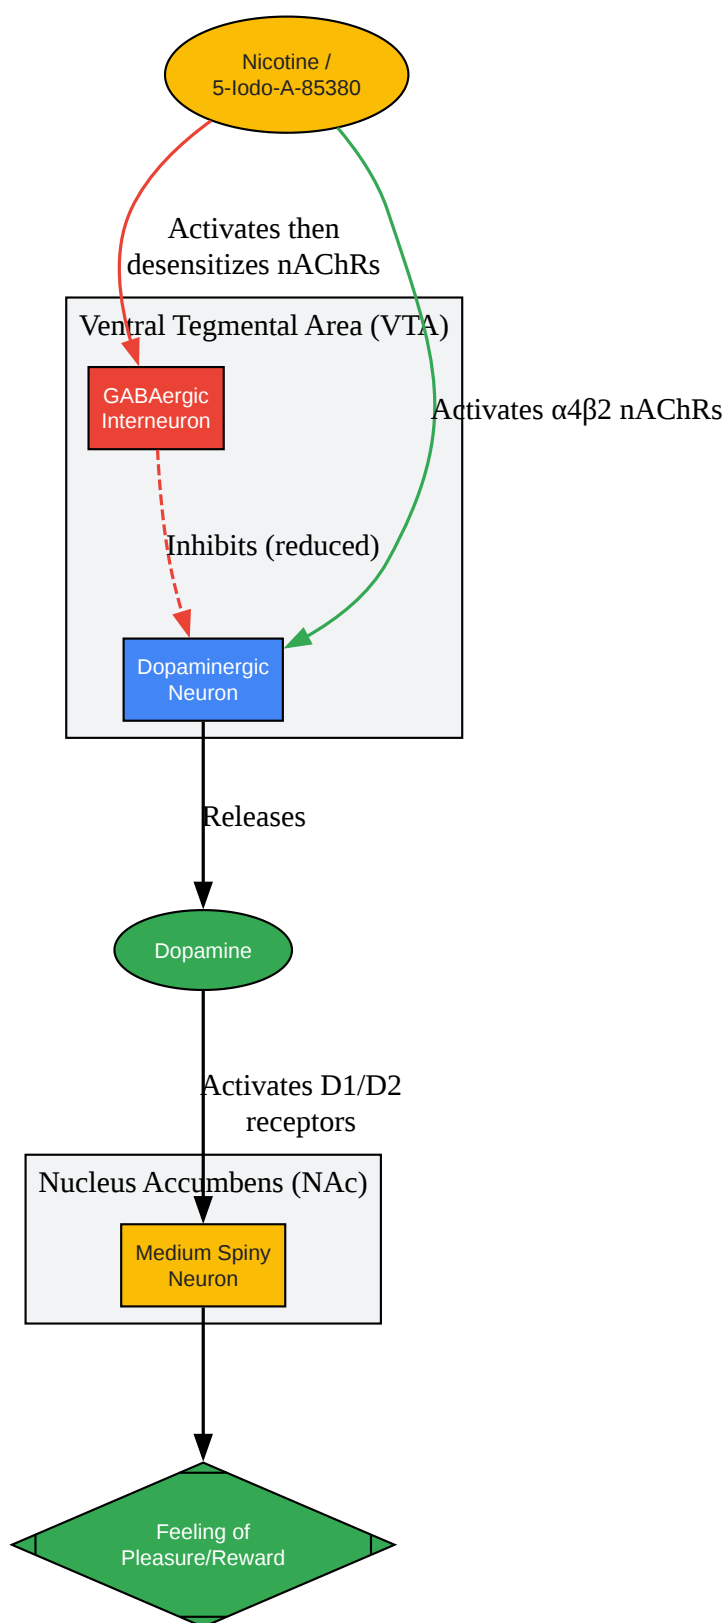 Nicotine /
5-Iodo-A-85380
Activates then
desensitizes nAChRs
Ventral Tegmental Area (VTA)
GABAergic
Interneuron
Activates α4β2 nAChRs
Inhibits (reduced)
Dopaminergic
Neuron
Releases
Dopamine
Activates D1/D2
receptors
Nucleus Accumbens (NAc)
Medium Spiny
Neuron
Feeling of
Pleasure/Reward